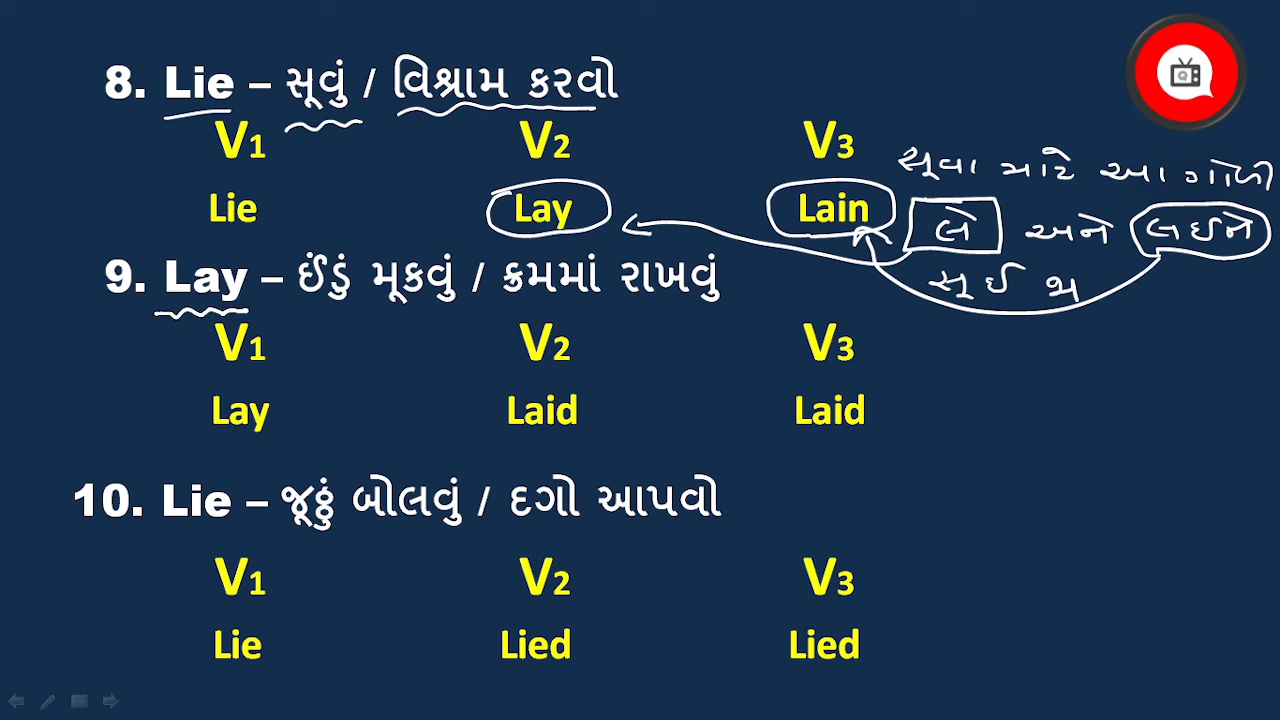 8. Lie – સૂવું / વિશ્રામ કરવો
V1 V2 V3
સૂવા માટે આ ગોળી
Lie Lay Lain
લે અને લઈને
સૂઈ જા
9. Lay – ઈંડું મૂકવું / ક્રમમાં રાખવું
V1 V2 V3
Lay Laid Laid
10. Lie – જૂઠ્ઠું બોલવું / દગો આપવો
V1 V2 V3
Lie Lied Lied